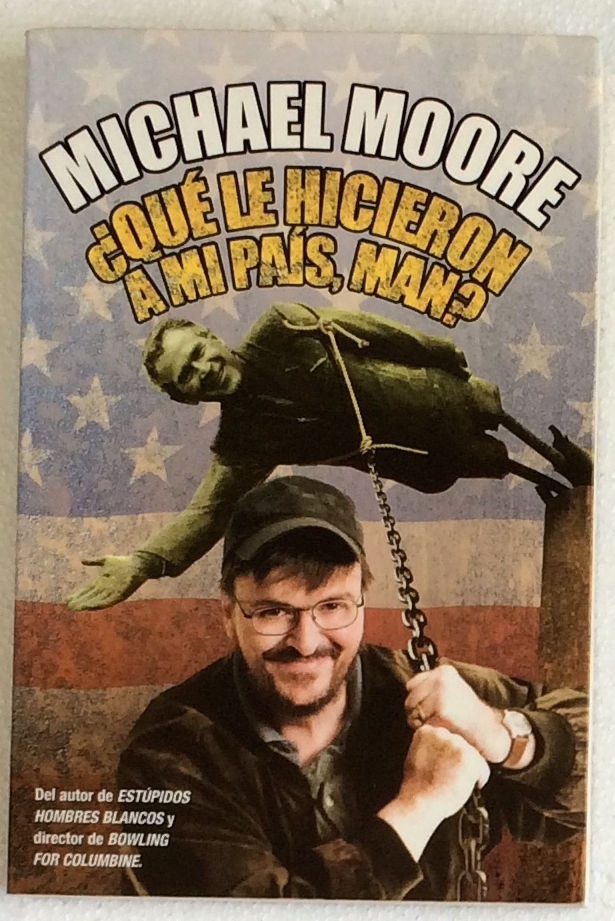 MICHAEL MOORE
¿QUÉ LE HICIERON
A MI PAÍS, MAN?
Del autor de ESTÚPIDOS
HOMBRES BLANCOS y
director de BOWLING
FOR COLUMBINE.